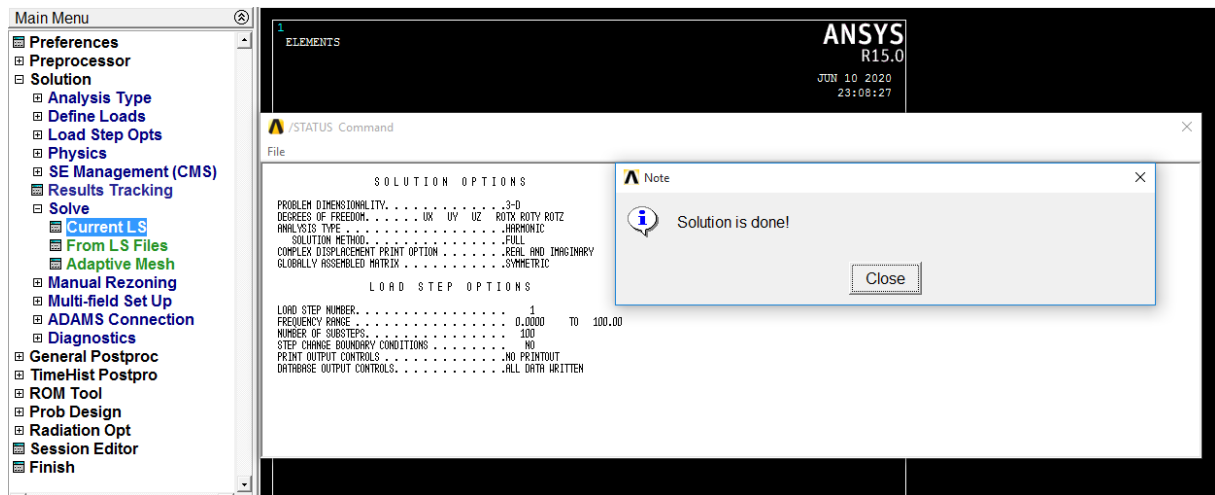 Main Menu
Preferences
Preprocessor
Solution
Analysis Type
Define Loads
Load Step Opts
Physics
SE Management (CMS)
Results Tracking
Solve
Current LS
From LS Files
Adaptive Mesh
Manual Rezoning
Multi-field Set Up
ADAMS Connection
Diagnostics
General Postproc
TimeHist Postpro
ROM Tool
Prob Design
Radiation Opt
Session Editor
Finish
1
ELEMENTS
ANSYS
R15.0
JUN 10 2020
23:08:27
/STATUS Command
File
SOLUTION OPTIONS
PROBLEM DIMENSIONALITY. . . . . . . . . . . . .3-D
DEGREES OF FREEDOM. . . . . . UX UY UZ ROTX ROTY ROTZ
ANALYSIS TYPE . . . . . . . . . . . . . . . . .HARMONIC
SOLUTION METHOD. . . . . . . . . . . . . . . .FULL
COMPLEX DISPLACEMENT PRINT OPTION . . . . . . .REAL AND IMAGINARY
GLOBALLY ASSEMBLED MATRIX . . . . . . . . . . .SYMMETRIC
LOAD STEP OPTIONS
LOAD STEP NUMBER. . . . . . . . . . . . . . . . 1
FREQUENCY RANGE . . . . . . . . . . . . . . . . 0.0000 TO 100.00
NUMBER OF SUBSTEPS. . . . . . . . . . . . . . . 100
STEP CHANGE BOUNDARY CONDITIONS . . . . . . . . NO
PRINT OUTPUT CONTROLS . . . . . . . . . . . . .NO PRINTOUT
DATABASE OUTPUT CONTROLS. . . . . . . . . . . .ALL DATA WRITTEN
Note
Solution is done!
Close